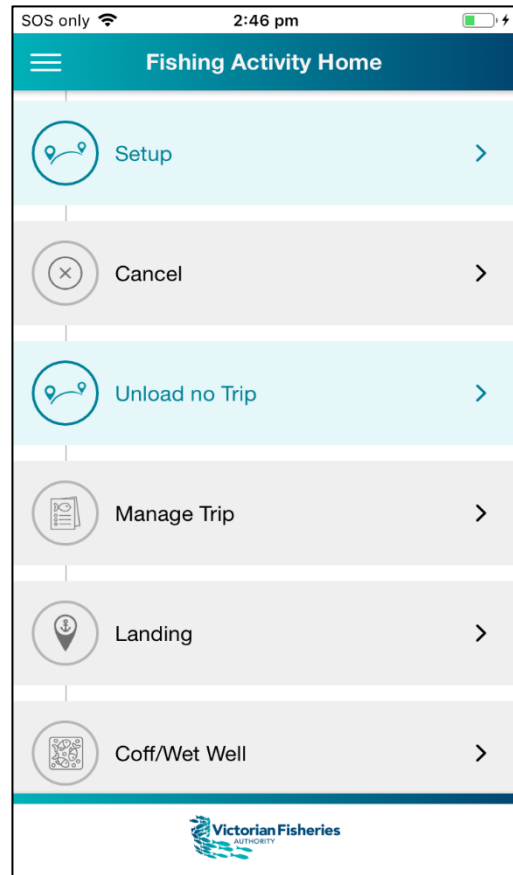 SOS only 2:46 pm
Fishing Activity Home
Setup
Cancel
Unload no Trip
Manage Trip
Landing
Coff/Wet Well
Victorian Fisheries
AUTHORITY